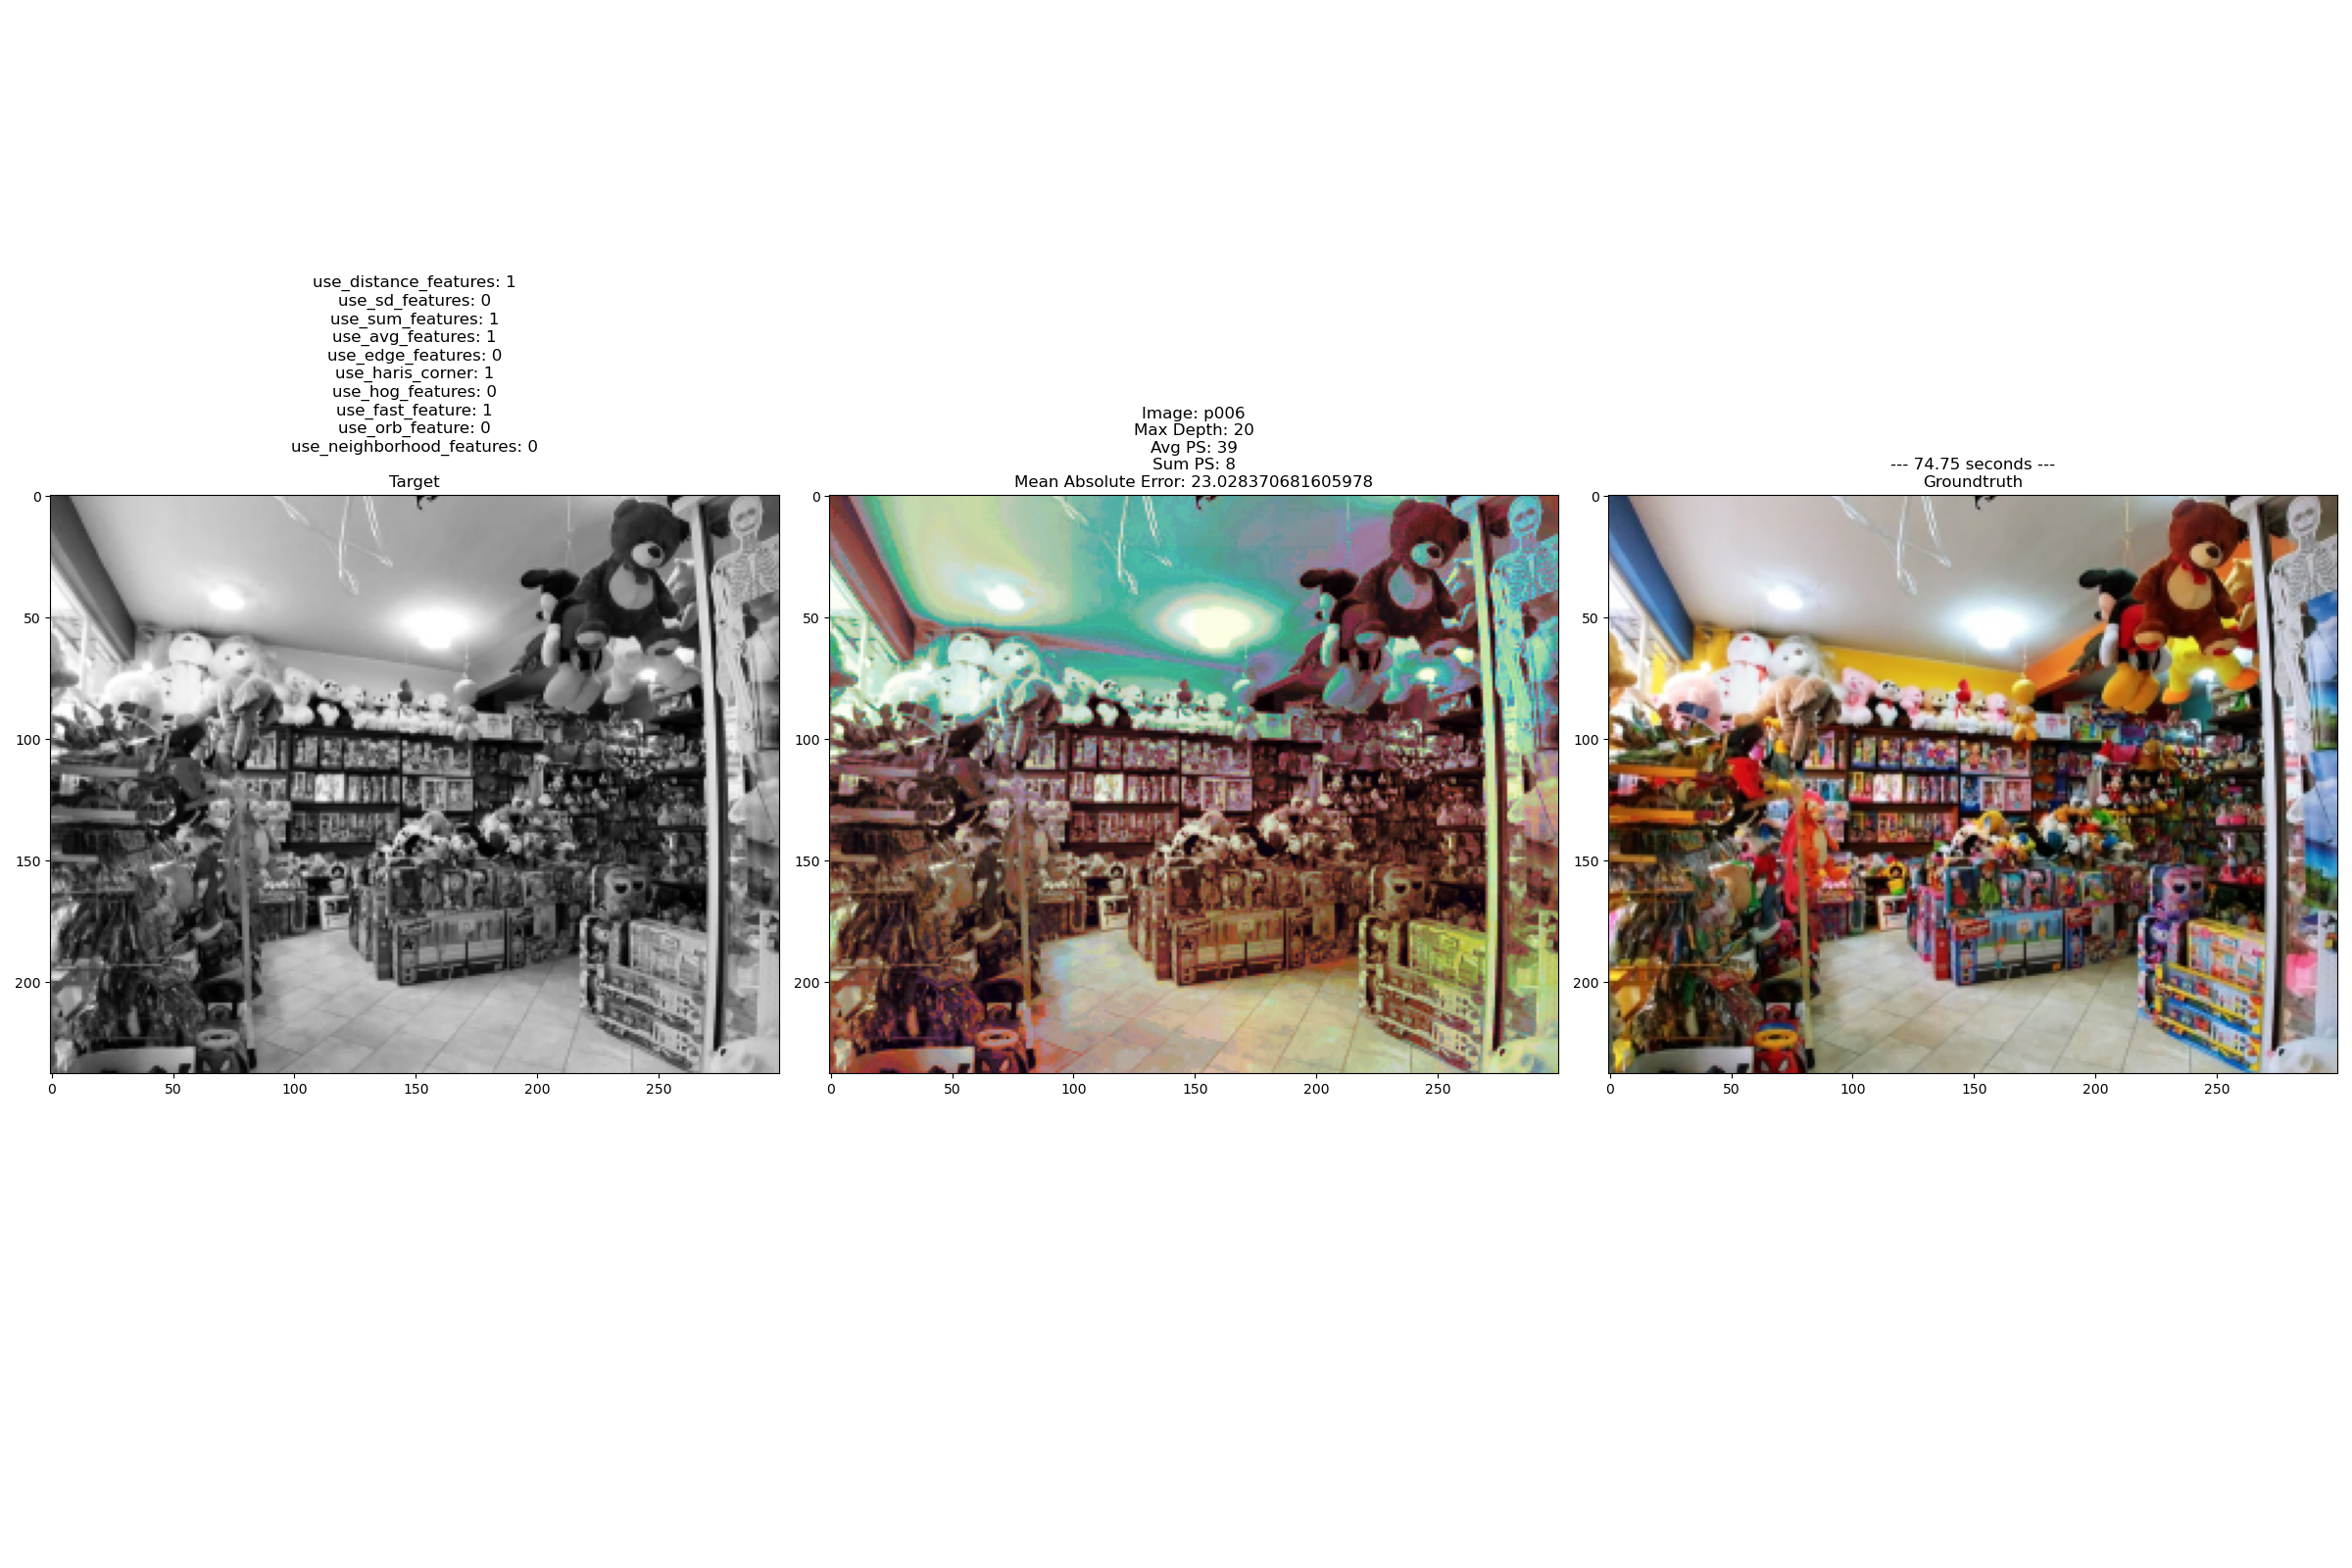 use_distance_features: 1
use_sd_features: 0
use_sum_features: 1
use_avg_features: 1
use_edge_features: 0
use_haris_corner: 1
use_hog_features: 0
use_fast_feature: 1
use_orb_feature: 0
use_neighborhood_features: 0
Target
0
50
100
150
200
0
50
100
150
200
250
Image: p006
Max Depth: 20
Avg PS: 39
Sum PS: 8
Mean Absolute Error: 23.028370681605978
0
50
100
150
200
0
50
100
150
200
250
--- 74.75 seconds ---
Groundtruth
0
50
100
150
200
0
50
100
150
200
250